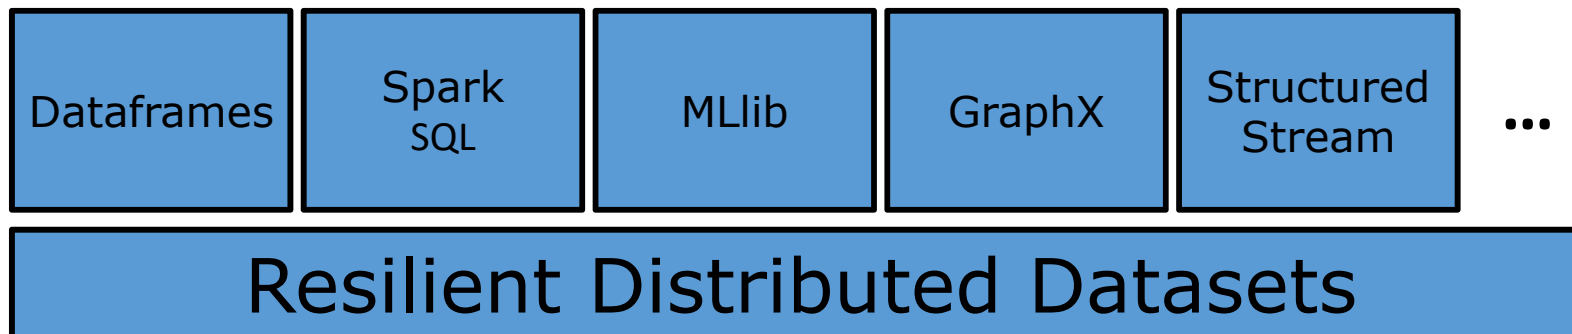 Dataframes
Spark
SQL
MLlib
GraphX
Structured
Stream
...
Resilient Distributed Datasets